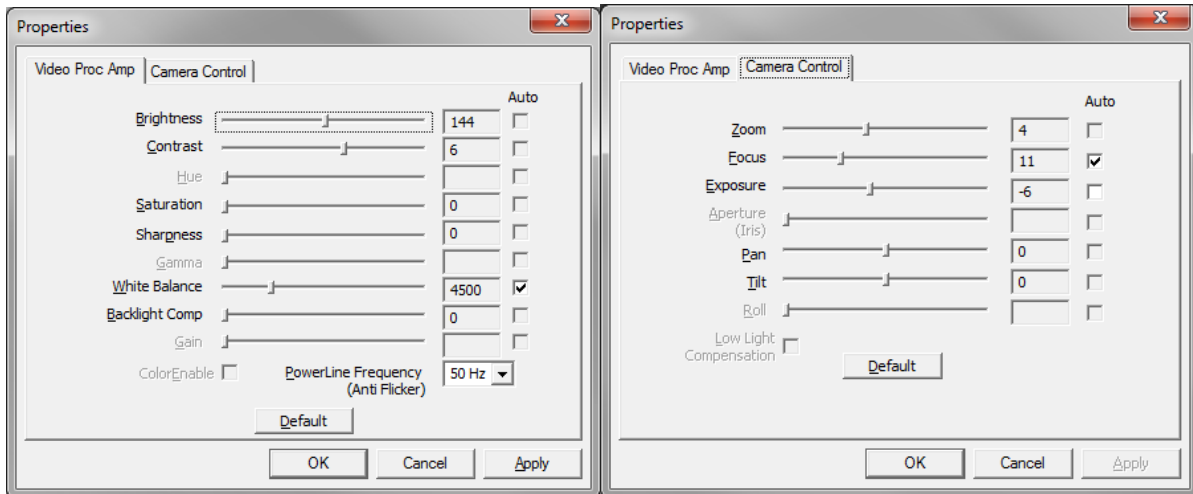 Properties
Video Proc Amp Camera Control
Auto
Brightness 144
Contrast 6
Hue
Saturation 0
Sharpness 0
Gamma
White Balance 4500
Backlight Comp 0
Gain
ColorEnable PowerLine Frequency 50 Hz
(Anti Flicker)
Default
OK Cancel Apply
Properties
Video Proc Amp Camera Control
Auto
Zoom 4
Focus 11
Exposure -6
Aperture
(Iris)
Pan 0
Tilt 0
Roll
Low Light
Compensation
Default
OK Cancel Apply